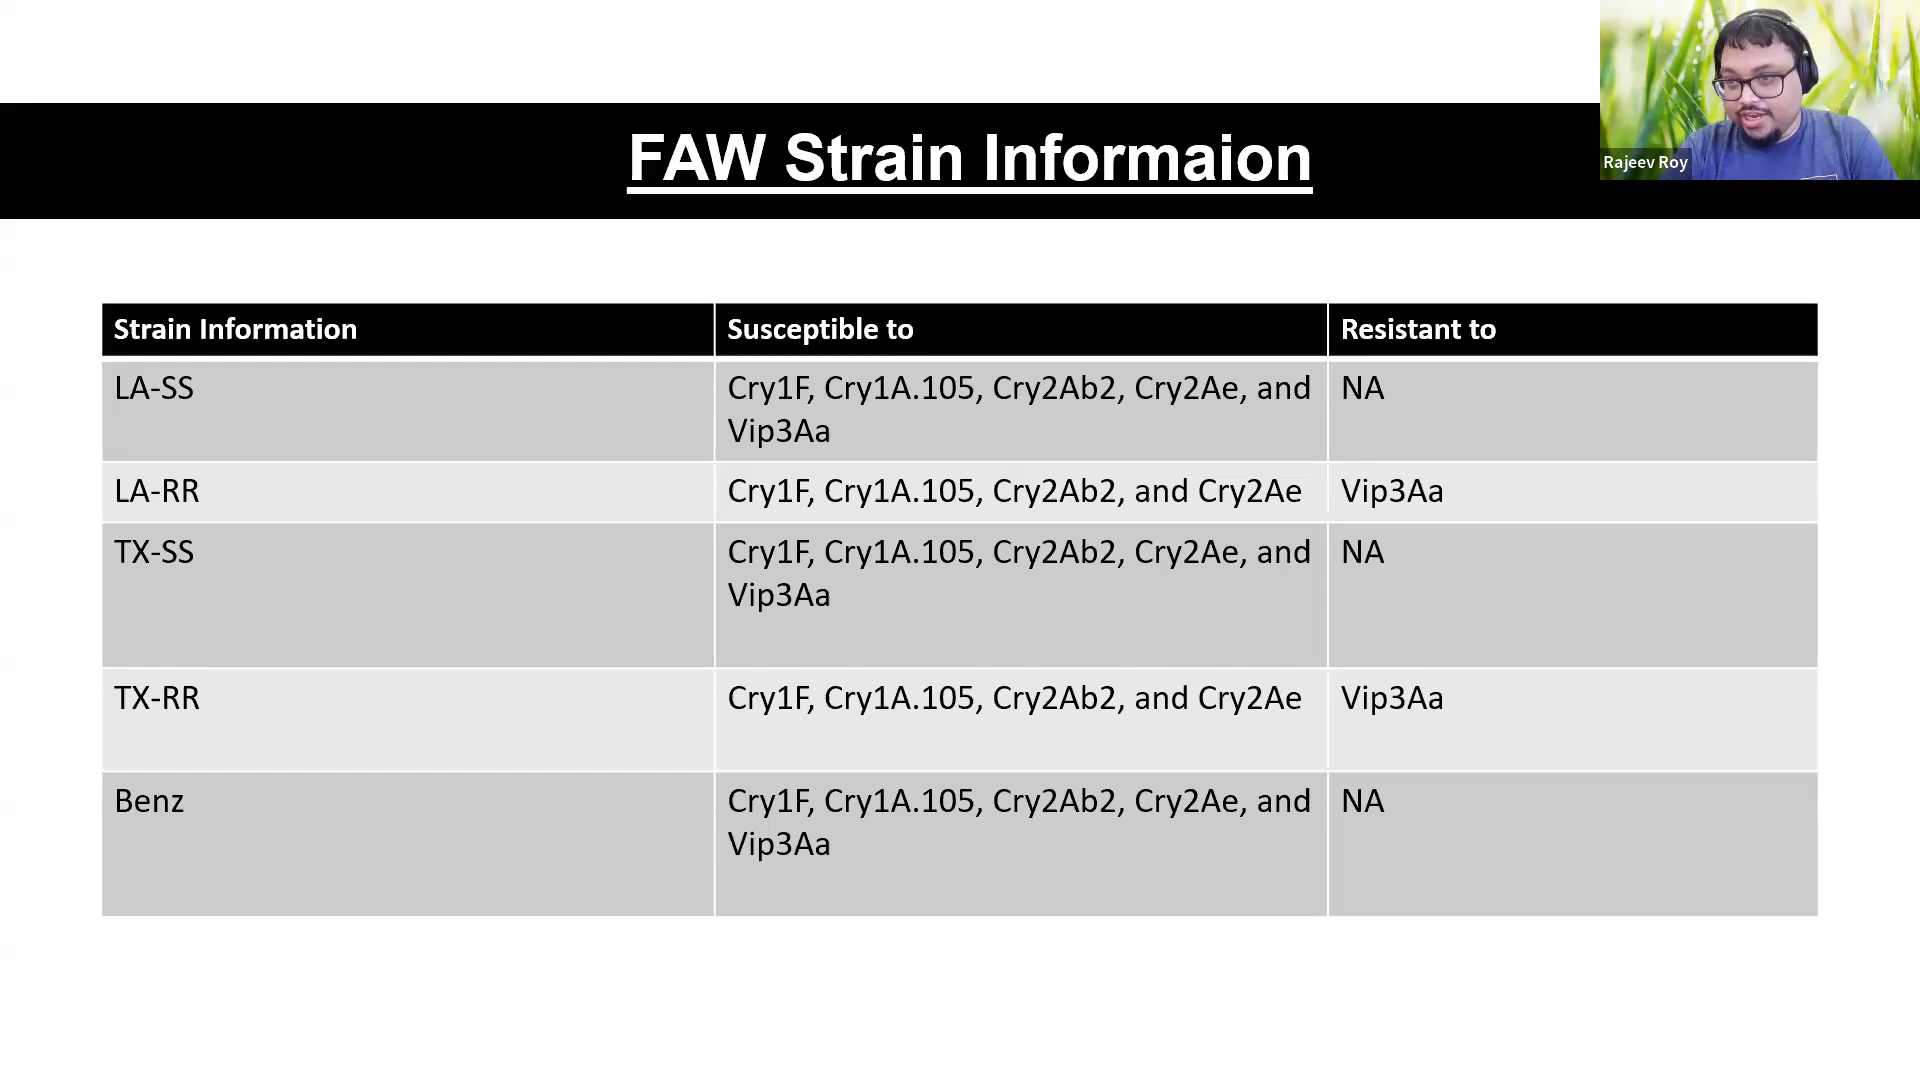 FAW Strain Informaion
Rajeev Roy
Strain Information
Susceptible to
Resistant to
LA-SS
Cry1F, Cry1A.105, Cry2Ab2, Cry2Ae, and
Vip3Aa
NA
LA-RR
Cry1F, Cry1A.105, Cry2Ab2, and Cry2Ae
Vip3Aa
TX-SS
Cry1F, Cry1A.105, Cry2Ab2, Cry2Ae, and
Vip3Aa
NA
TX-RR
Cry1F, Cry1A.105, Cry2Ab2, and Cry2Ae
Vip3Aa
Benz
Cry1F, Cry1A.105, Cry2Ab2, Cry2Ae, and
Vip3Aa
NA